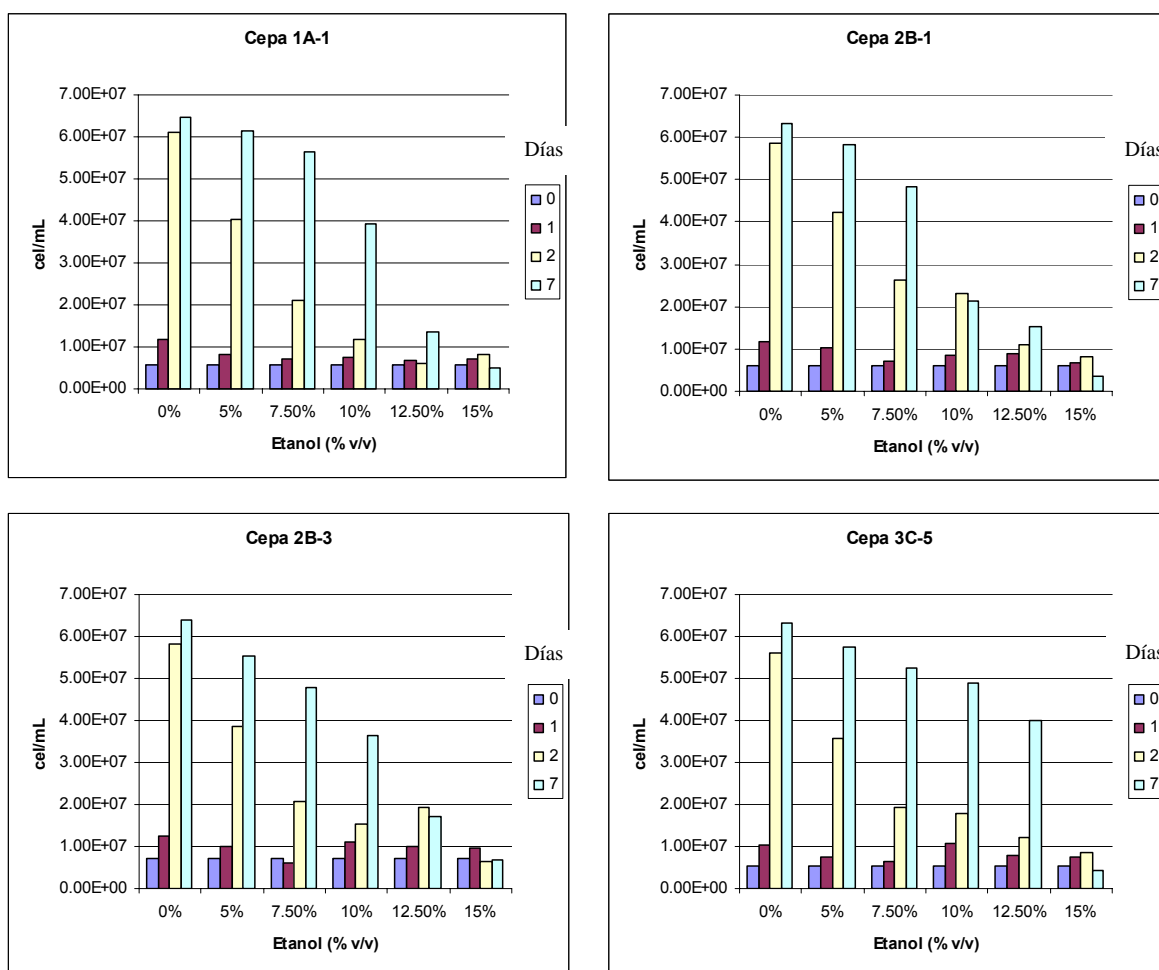 Cepa 1A-1
7.00E+07
6.00E+07
5.00E+07
4.00E+07
3.00E+07
2.00E+07
1.00E+07
0.00E+00
cel/mL
0% 5% 7.50% 10% 12.50% 15%
Etanol (% v/v)
Días
0
1
2
7
Cepa 2B-1
7.00E+07
6.00E+07
5.00E+07
4.00E+07
3.00E+07
2.00E+07
1.00E+07
0.00E+00
cel/mL
0% 5% 7.50% 10% 12.50% 15%
Etanol (% v/v)
Días
0
1
2
7
Cepa 2B-3
7.00E+07
6.00E+07
5.00E+07
4.00E+07
3.00E+07
2.00E+07
1.00E+07
0.00E+00
cel/mL
0% 5% 7.50% 10% 12.50% 15%
Etanol (% v/v)
Días
0
1
2
7
Cepa 3C-5
7.00E+07
6.00E+07
5.00E+07
4.00E+07
3.00E+07
2.00E+07
1.00E+07
0.00E+00
cel/mL
0% 5% 7.50% 10% 12.50% 15%
Etanol (% v/v)
Días
0
1
2
7